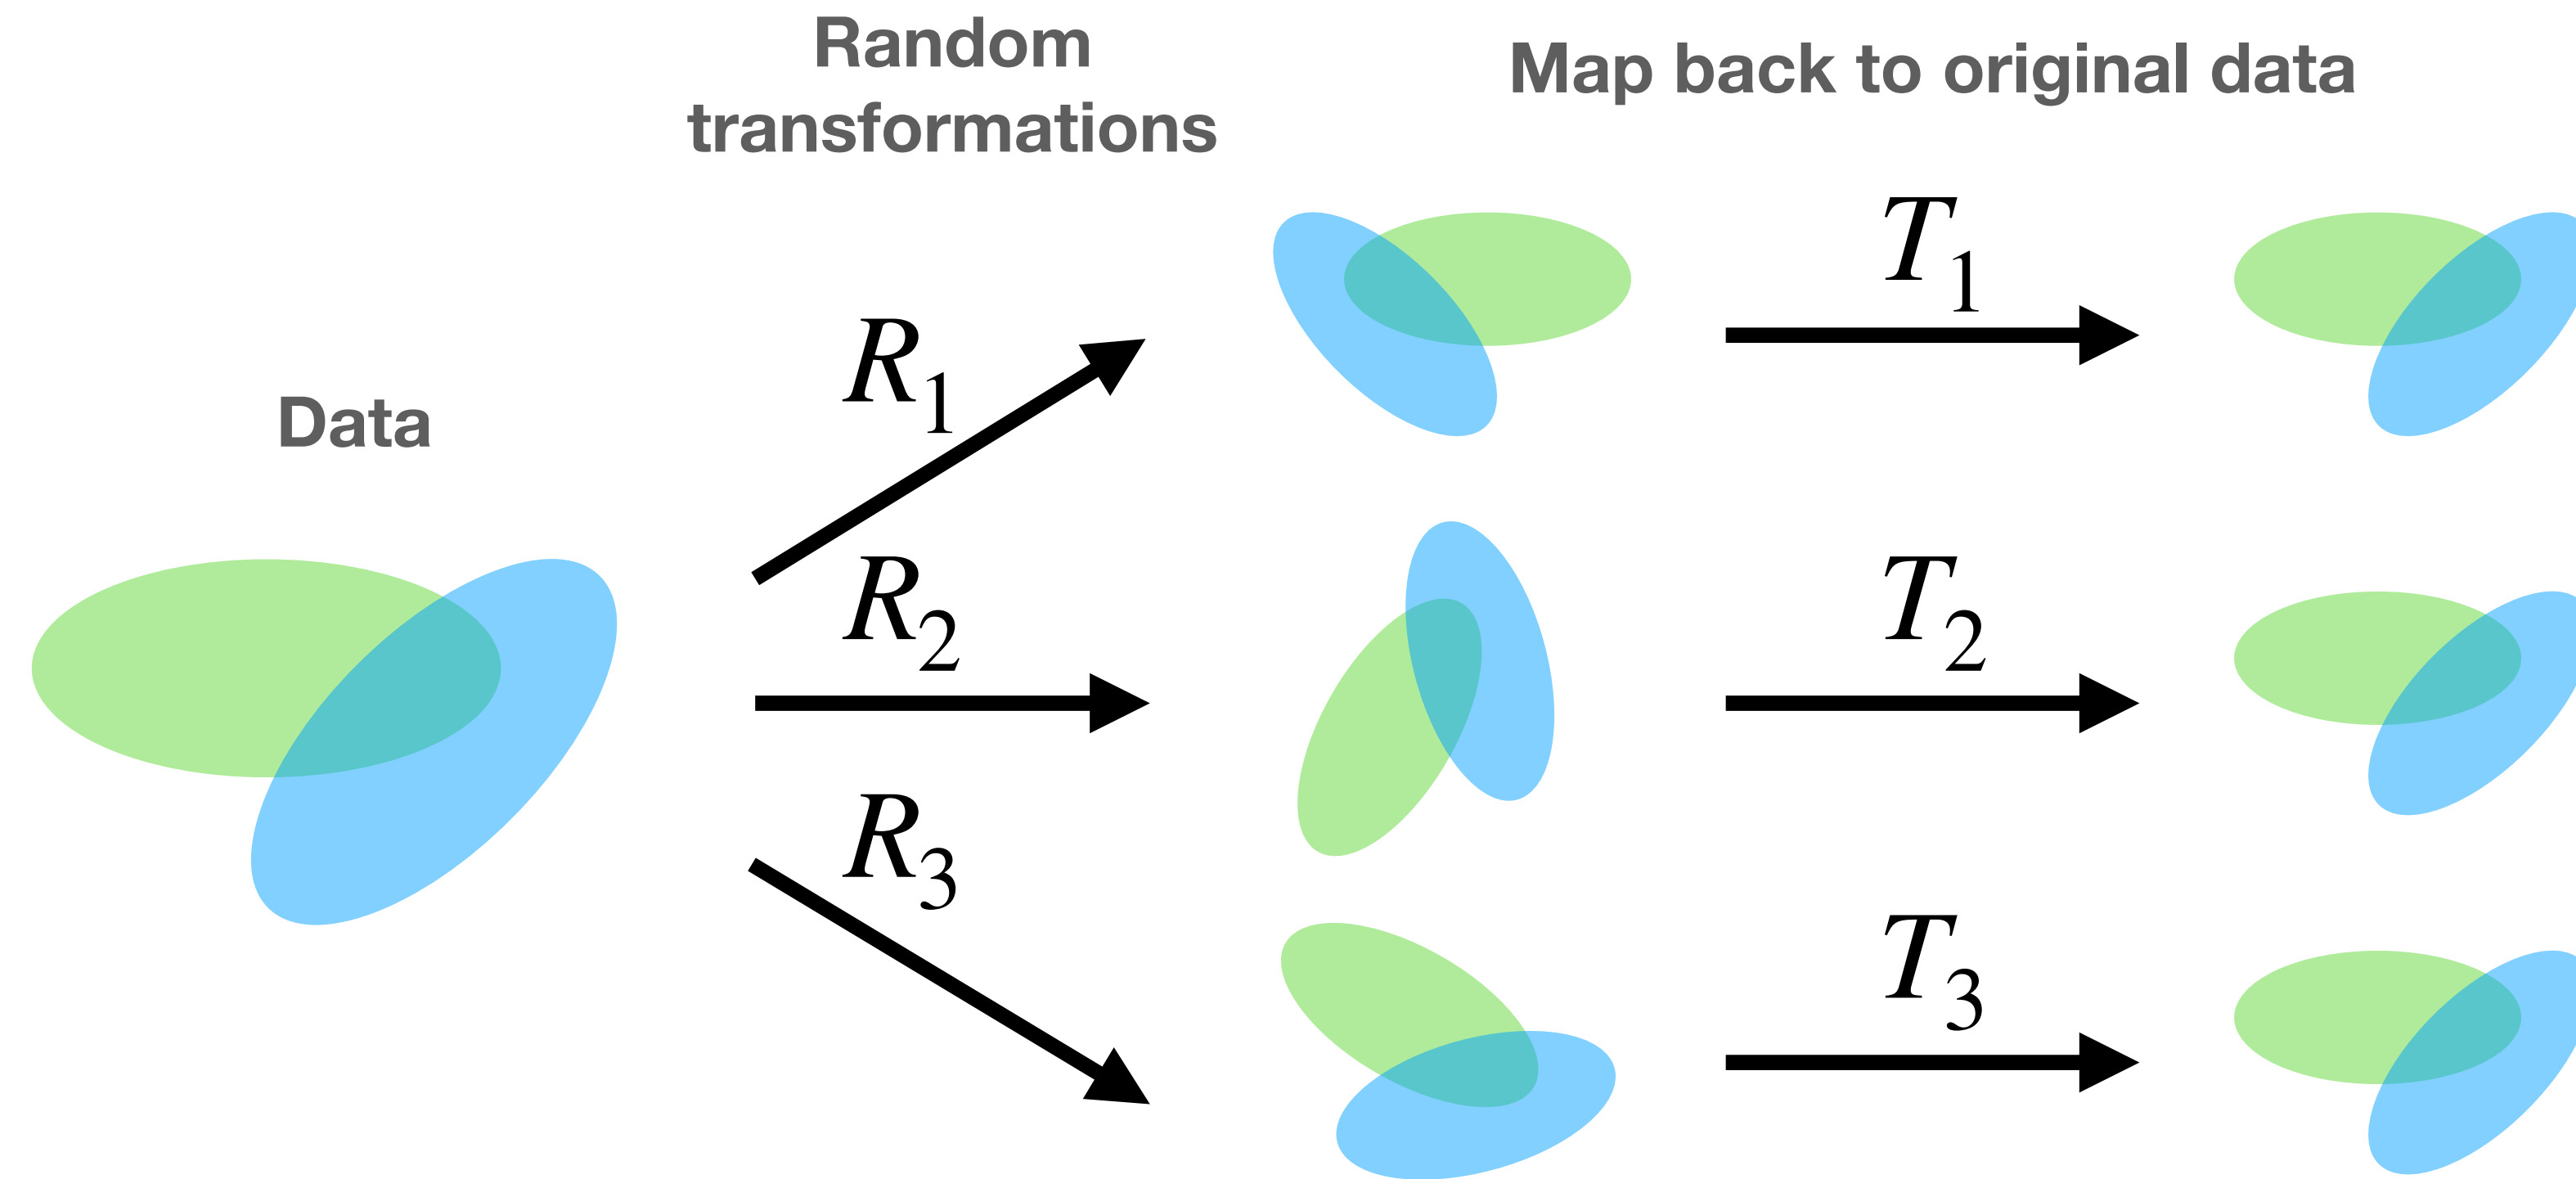 Random
transformations
Map back to original data
Data
R1
R2
R3
T1
T2
T3